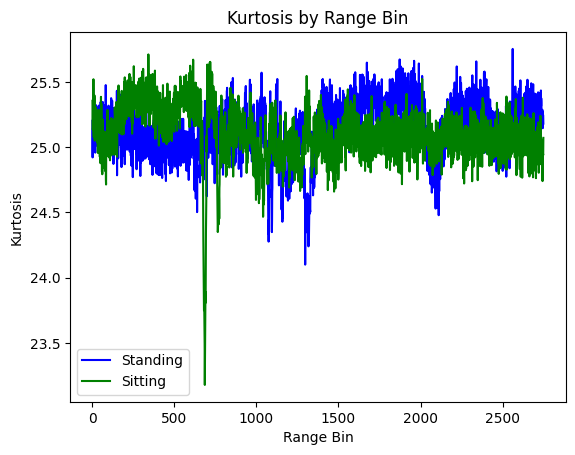 Kurtosis by Range Bin
25.5
25.0
24.5
24.0
23.5
Kurtosis
Standing
Sitting
0 500 1000 1500 2000 2500
Range Bin